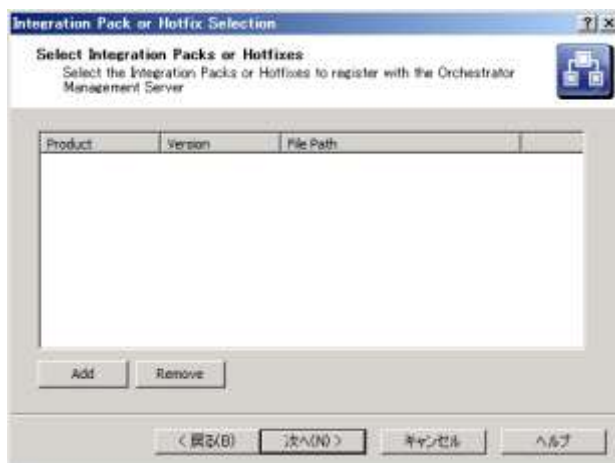 Integration Pack or Hotfix Selection
Select Integration Packs or Hotfixes
Select the Integration Packs or Hotfixes to register with the Orchestrator
Management Server
Product Version File Path
Add Remove
< 戻る(B) 次へ(N) > キャンセル ヘルプ